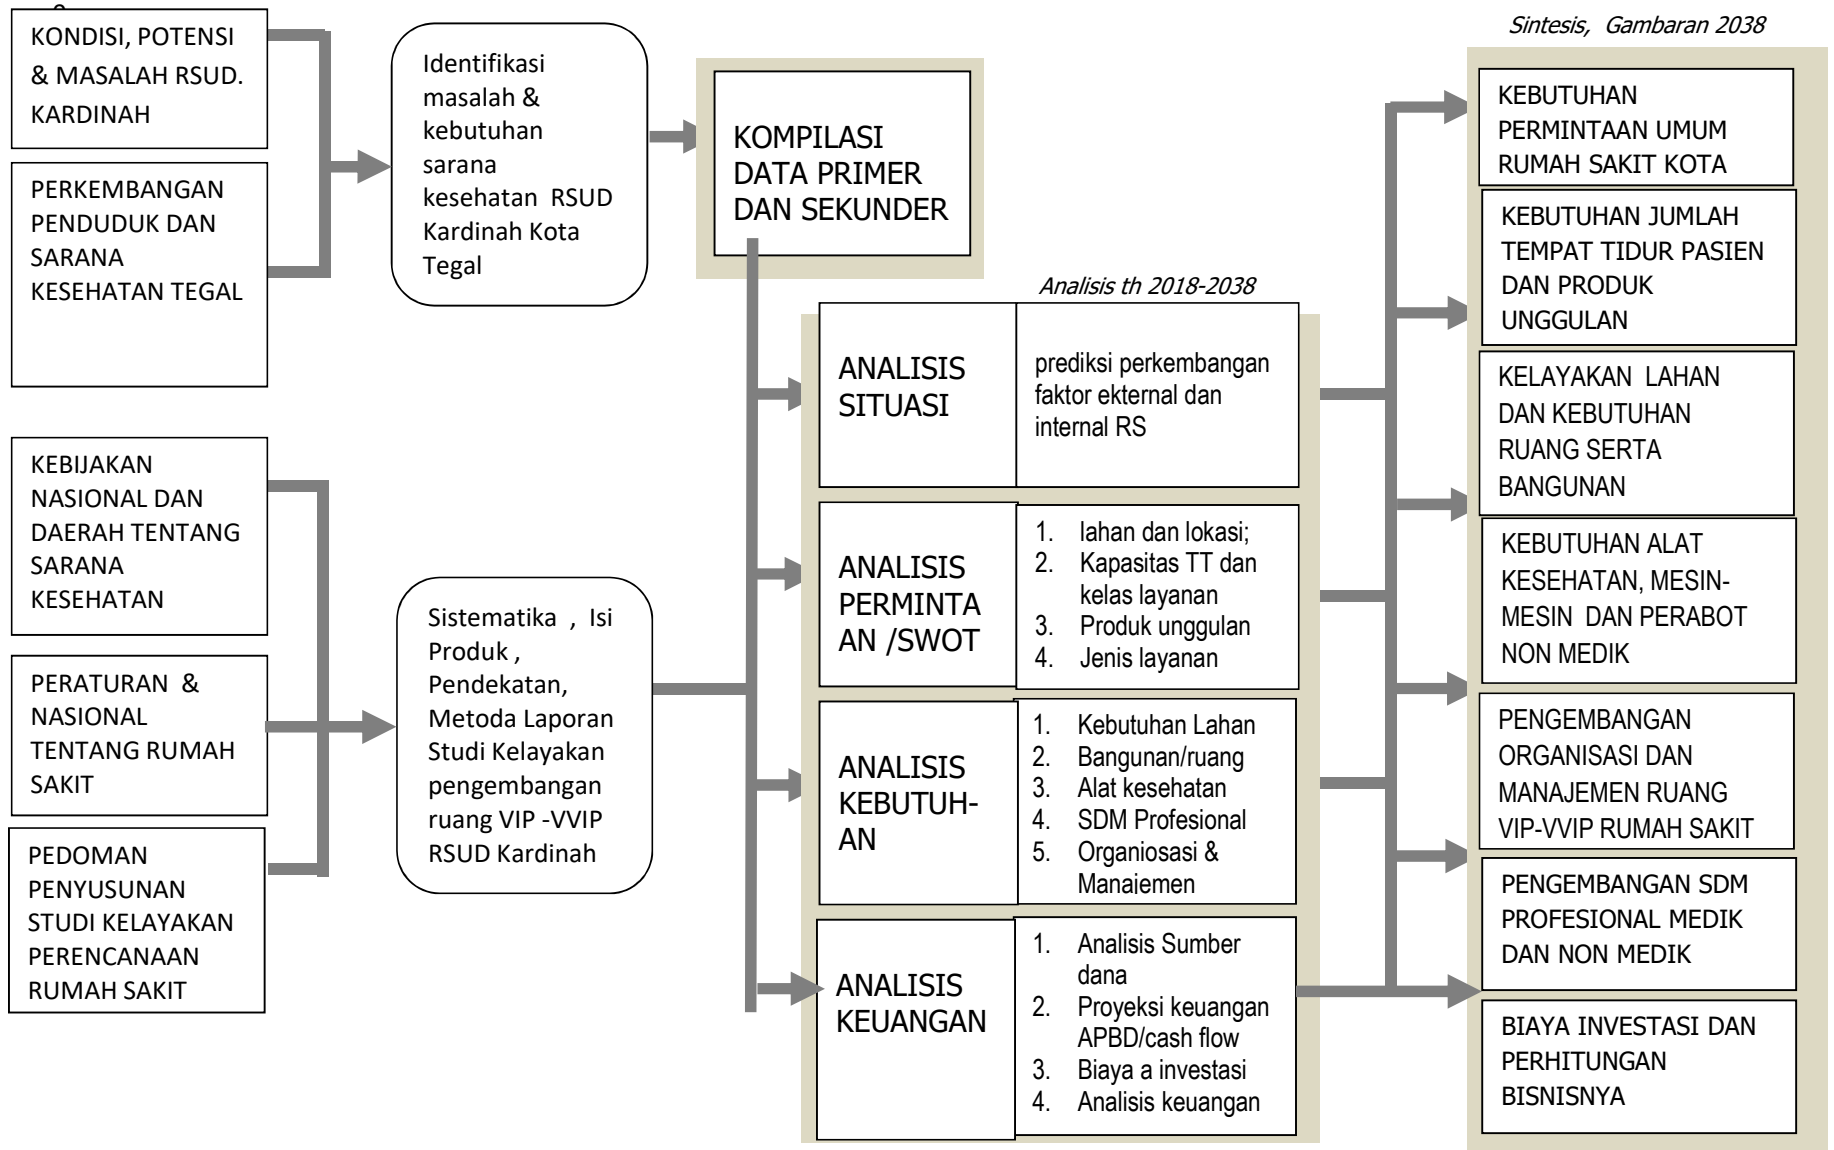 KONDISI, POTENSI
& MASALAH RSUD.
KARDINAH
PERKEMBANGAN
PENDUDUK DAN
SARANA
KESEHATAN TEGAL
KEBIJAKAN
NASIONAL DAN
DAERAH TENTANG
SARANA
KESEHATAN
PERATURAN &
NASIONAL
TENTANG RUMAH
SAKIT
PEDOMAN
PENYUSUNAN
STUDI KELAYAKAN
PERENCANAAN
RUMAH SAKIT
Identifikasi
masalah &
kebutuhan
sarana
kesehatan RSUD
Kardinah Kota
Tegal
Sistematika , Isi
Produk ,
Pendekatan,
Metoda Laporan
Studi Kelayakan
pengembangan
ruang VIP -VVIP
RSUD Kardinah
KOMPILASI
DATA PRIMER
DAN SEKUNDER
Analisis th 2018-2038
ANALISIS
SITUASI
prediksi perkembangan
faktor ekternal dan
internal RS
ANALISIS
PERMINTA
AN /SWOT
1. lahan dan lokasi;
2. Kapasitas TT dan
kelas layanan
3. Produk unggulan
4. Jenis layanan
ANALISIS
KEBUTUH-
AN
1. Kebutuhan Lahan
2. Bangunan/ruang
3. Alat kesehatan
4. SDM Profesional
5. Organiosasi &
Manajemen
ANALISIS
KEUANGAN
1. Analisis Sumber
dana
2. Proyeksi keuangan
APBD/cash flow
3. Biaya a investasi
4. Analisis keuangan
Sintesis, Gambaran 2038
KEBUTUHAN
PERMINTAAN UMUM
RUMAH SAKIT KOTA
KEBUTUHAN JUMLAH
TEMPAT TIDUR PASIEN
DAN PRODUK
UNGGULAN
KELAYAKAN LAHAN
DAN KEBUTUHAN
RUANG SERTA
BANGUNAN
KEBUTUHAN ALAT
KESEHATAN, MESIN-
MESIN DAN PERABOT
NON MEDIK
PENGEMBANGAN
ORGANISASI DAN
MANAJEMEN RUANG
VIP-VVIP RUMAH SAKIT
PENGEMBANGAN SDM
PROFESIONAL MEDIK
DAN NON MEDIK
BIAYA INVESTASI DAN
PERHITUNGAN
BISNISNYA